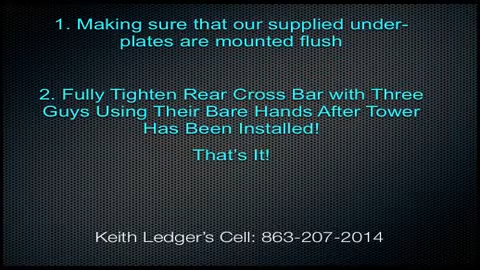 1. Making sure that our supplied under-
plates are mounted flush
2. Fully Tighten Rear Cross Bar with Three
Guys Using Their Bare Hands After Tower
Has Been Installed!
That's It!
Keith Ledger's Cell: 863-207-2014